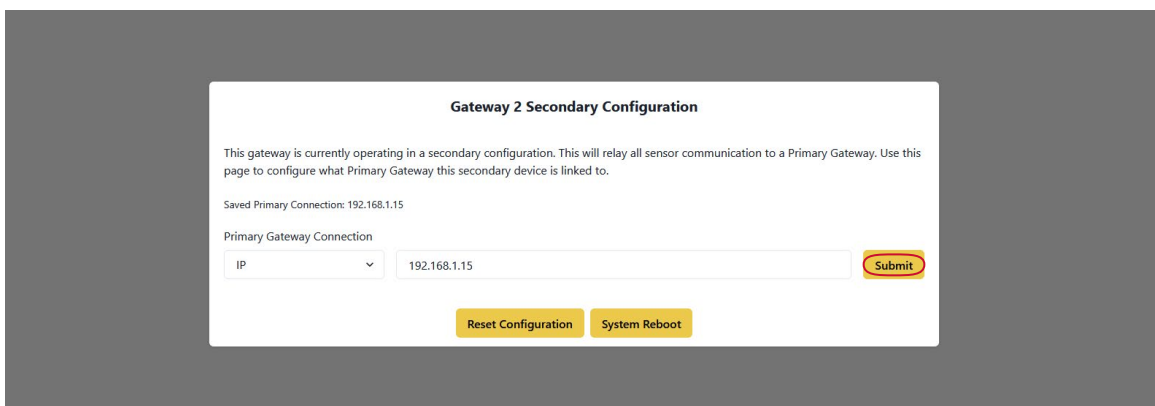 Gateway 2 Secondary Configuration
This gateway is currently operating in a secondary configuration. This will relay all sensor communication to a Primary Gateway. Use this
page to configure what Primary Gateway this secondary device is linked to.
Saved Primary Connection: 192.168.1.15
Primary Gateway Connection
IP 192.168.1.15 Submit
Reset Configuration System Reboot